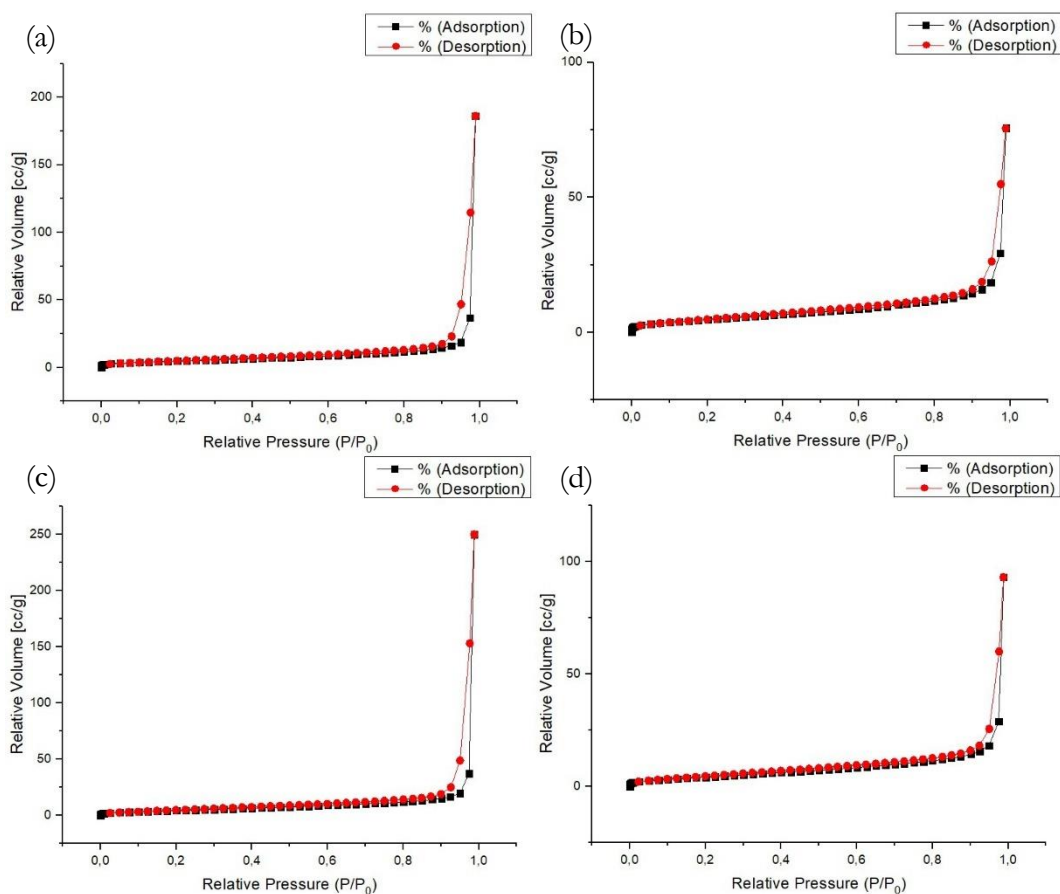 (a)
% (Adsorption)
% (Desorption)
200
150
100
50
0
Relative Volume [cc/g]
0,0 0,2 0,4 0,6 0,8 1,0
Relative Pressure (P/P₀)
(b)
% (Adsorption)
% (Desorption)
100
50
0
Relative Volume [cc/g]
0,0 0,2 0,4 0,6 0,8 1,0
Relative Pressure (P/P₀)
(c)
% (Adsorption)
% (Desorption)
250
200
150
100
50
0
Relative Volume [cc/g]
0,0 0,2 0,4 0,6 0,8 1,0
Relative Pressure (P/P₀)
(d)
% (Adsorption)
% (Desorption)
100
50
0
Relative Volume [cc/g]
0,0 0,2 0,4 0,6 0,8 1,0
Relative Pressure (P/P₀)